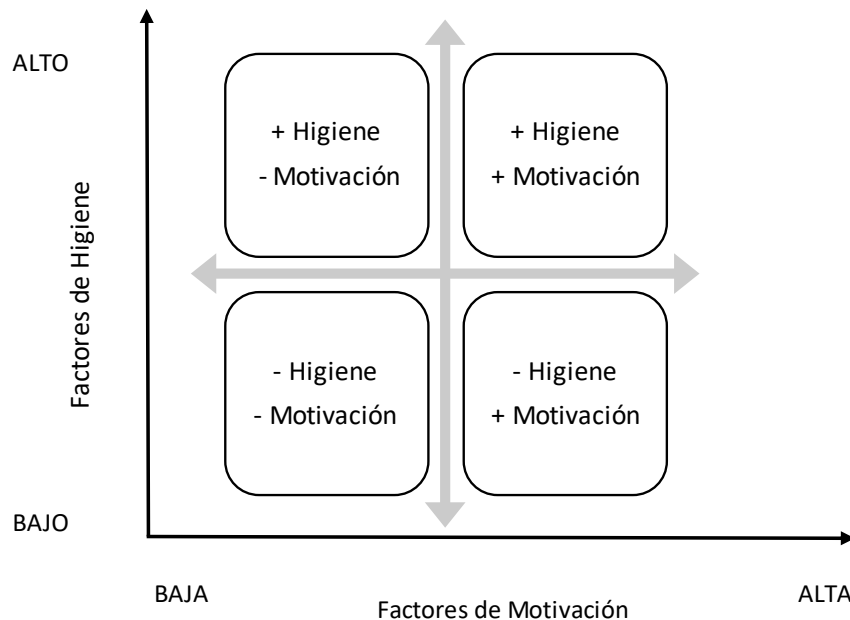 ALTO
+ Higiene
- Motivación
+ Higiene
+ Motivación
Factores de Higiene
- Higiene
- Motivación
- Higiene
+ Motivación
BAJO
BAJA
Factores de Motivación
ALTA